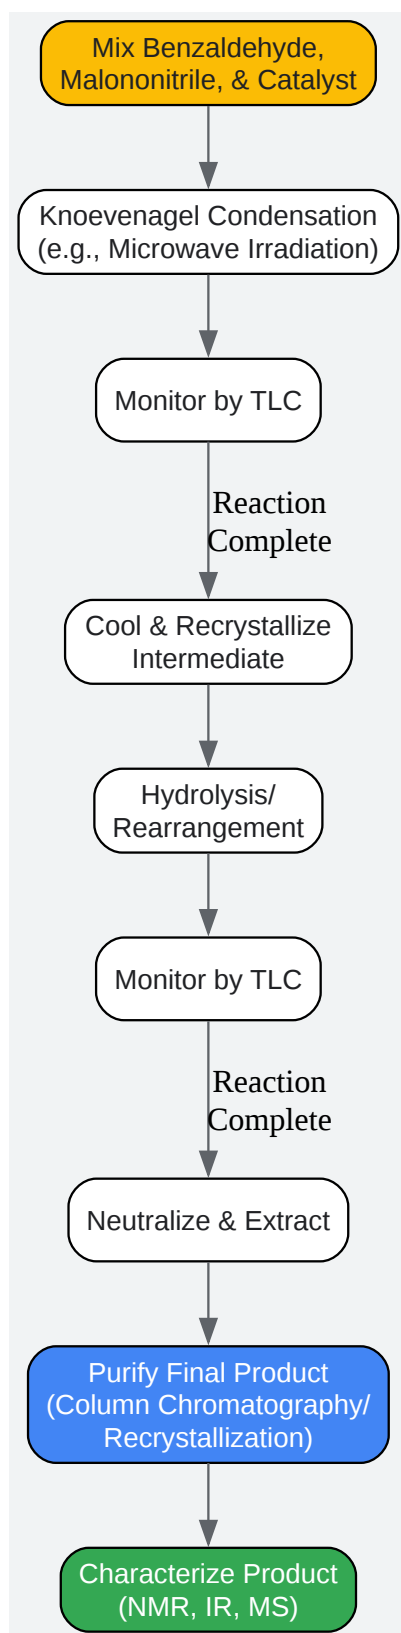 Mix Benzaldehyde,
Malononitrile, & Catalyst
Knoevenagel Condensation
(e.g., Microwave Irradiation)
Monitor by TLC
Reaction
Complete
Cool & Recrystallize
Intermediate
Hydrolysis/
Rearrangement
Monitor by TLC
Reaction
Complete
Neutralize & Extract
Purify Final Product
(Column Chromatography/
Recrystallization)
Characterize Product
(NMR, IR, MS)